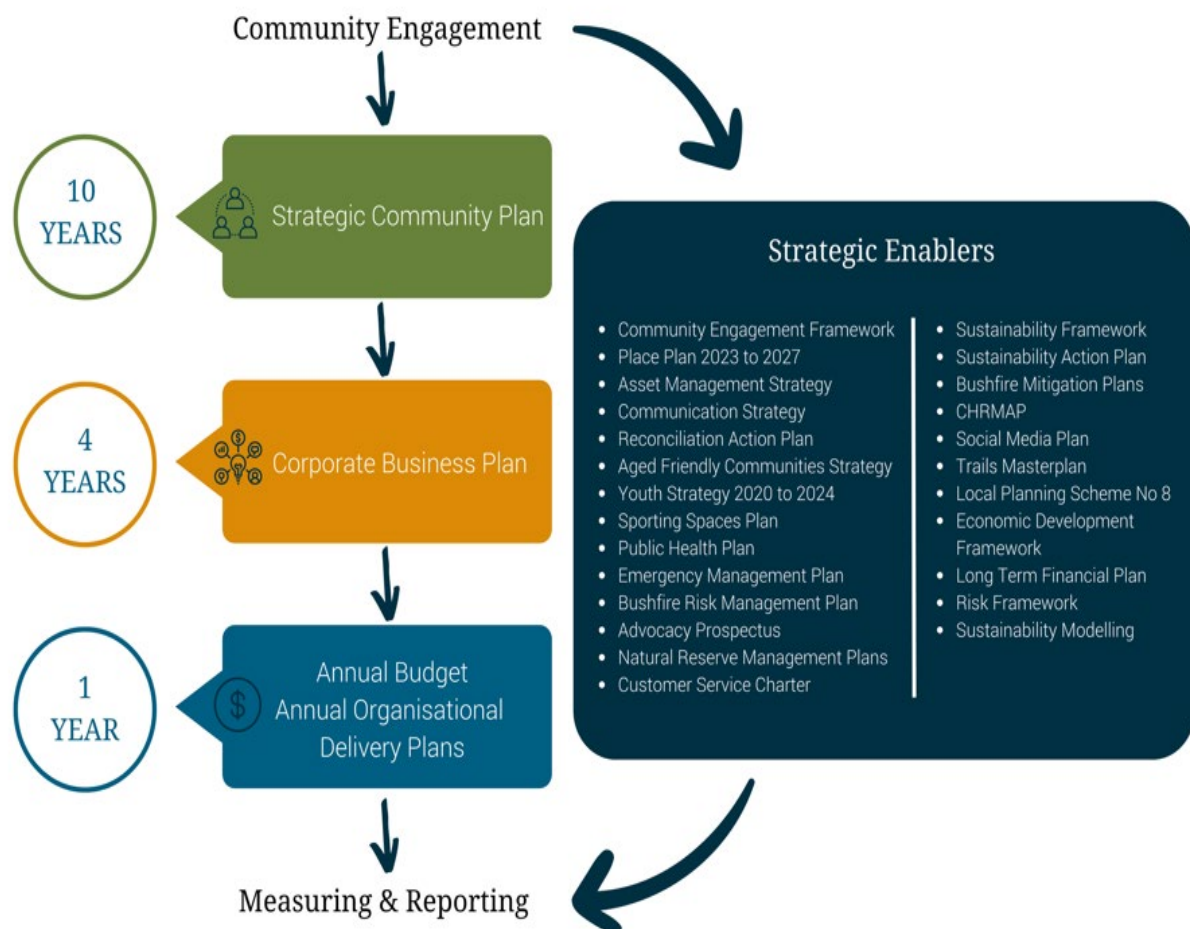 Community Engagement
10
YEARS
Strategic Community Plan
4
YEARS
Corporate Business Plan
1
YEAR
$
Annual Budget
Annual Organisational
Delivery Plans
Measuring & Reporting
Strategic Enablers
• Community Engagement Framework
• Place Plan 2023 to 2027
• Asset Management Strategy
• Communication Strategy
• Reconciliation Action Plan
• Aged Friendly Communities Strategy
• Youth Strategy 2020 to 2024
• Sporting Spaces Plan
• Public Health Plan
• Emergency Management Plan
• Bushfire Risk Management Plan
• Advocacy Prospectus
• Natural Reserve Management Plans
• Customer Service Charter
• Sustainability Framework
• Sustainability Action Plan
• Bushfire Mitigation Plans
• CHRMAP
• Social Media Plan
• Trails Masterplan
• Local Planning Scheme No 8
• Economic Development
Framework
• Long Term Financial Plan
• Risk Framework
• Sustainability Modelling